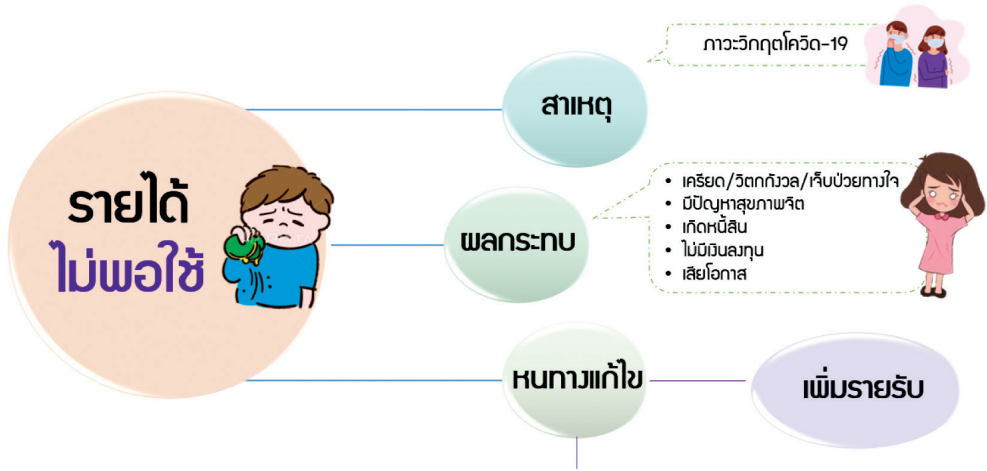 รายได้
ไม่พอใช้
สาเหตุ
ภาวะวิกฤตโควิด-19
ผลกระทบ
• เครียด/วิตกกังวล/เจ็บป่วยทางใจ
• มีปัญหาสุขภาพจิต
• เกิดหนี้สิน
• ไม่มีเงินลงทุน
• เสียโอกาส
หนทางแก้ไข
เพิ่มรายรับ